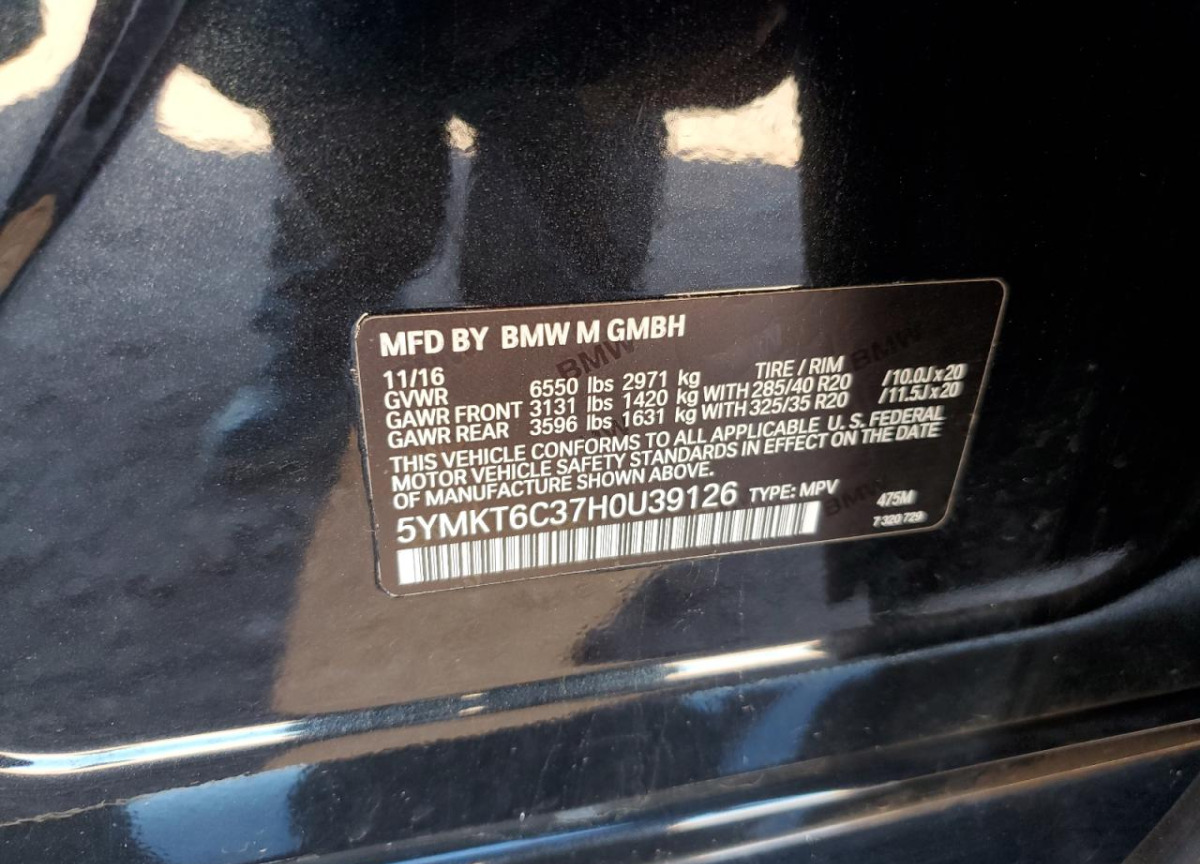 MFD BY BMW M GMBH
11/16 TIRE / RIM
GVWR 6550 lbs 2971 kg
GAWR FRONT 3131 lbs 1420 kg WITH 285/40 R20 /10.0J x 20
GAWR REAR 3596 lbs 1631 kg WITH 325/35 R20 /11.5J x 20
THIS VEHICLE CONFORMS TO ALL APPLICABLE U.S. FEDERAL
MOTOR VEHICLE SAFETY STANDARDS IN EFFECT ON THE DATE
OF MANUFACTURE SHOWN ABOVE.
5YMKT6C37H0U39126 TYPE: MPV 475M
7 320 729
BMW
BMW
BMW